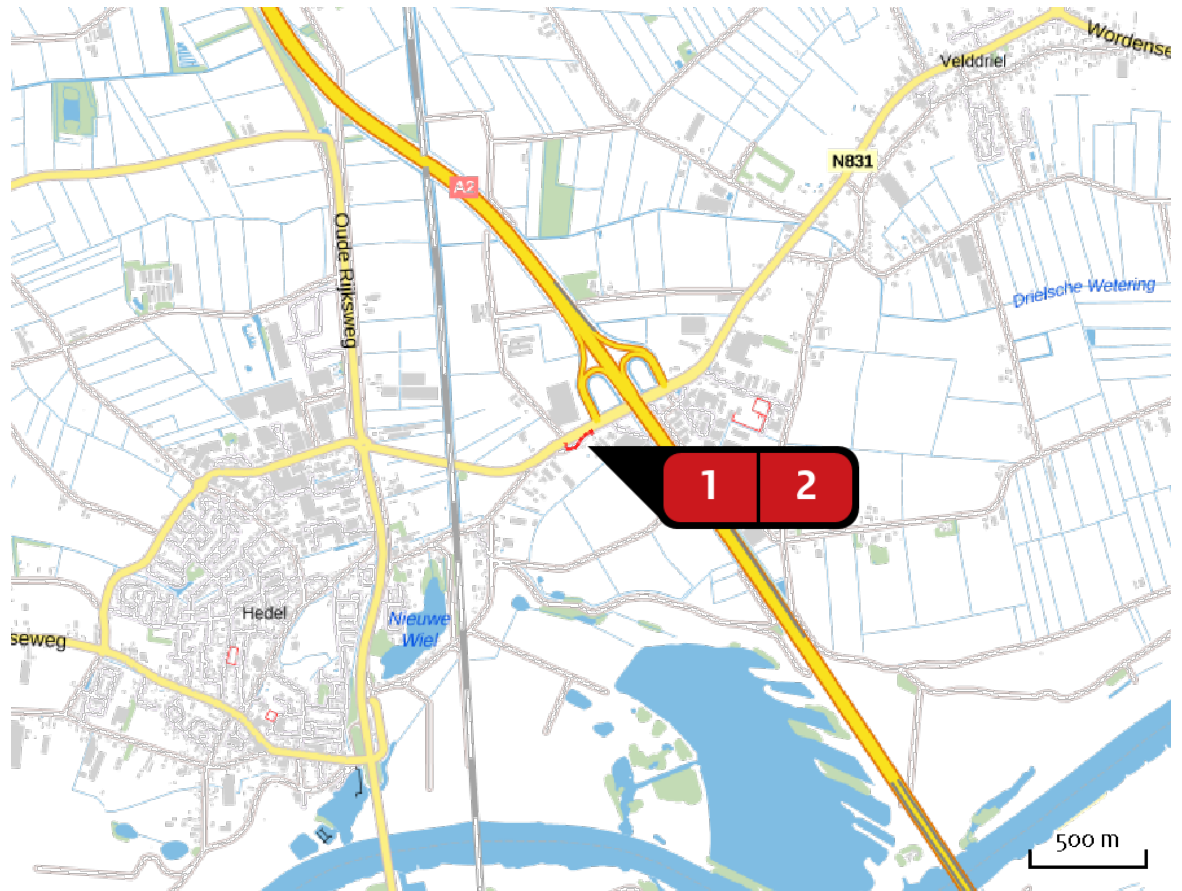 Wordense
Velddriel
N831
A2
Oude Rijksweg
Drielsche Wetering
1 2
Hedel
Nieuwe
Wiel
seweg
500 m